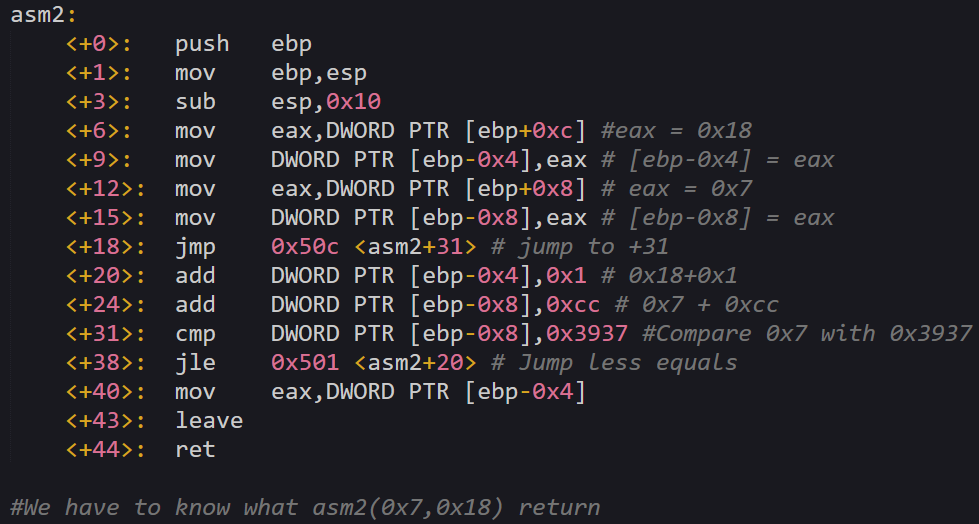 asm2:
<+0>: push ebp
<+1>: mov ebp,esp
<+3>: sub esp,0x10
<+6>: mov eax,DWORD PTR [ebp+0xc] #eax = 0x18
<+9>: mov DWORD PTR [ebp-0x4],eax # [ebp-0x4] = eax
<+12>: mov eax,DWORD PTR [ebp+0x8] # eax = 0x7
<+15>: mov DWORD PTR [ebp-0x8],eax # [ebp-0x8] = eax
<+18>: jmp 0x50c <asm2+31> # jump to +31
<+20>: add DWORD PTR [ebp-0x4],0x1 # 0x18+0x1
<+24>: add DWORD PTR [ebp-0x8],0xcc # 0x7 + 0xcc
<+31>: cmp DWORD PTR [ebp-0x8],0x3937 #Compare 0x7 with 0x3937
<+38>: jle 0x501 <asm2+20> # Jump less equals
<+40>: mov eax,DWORD PTR [ebp-0x4]
<+43>: leave
<+44>: ret
#We have to know what asm2(0x7,0x18) return